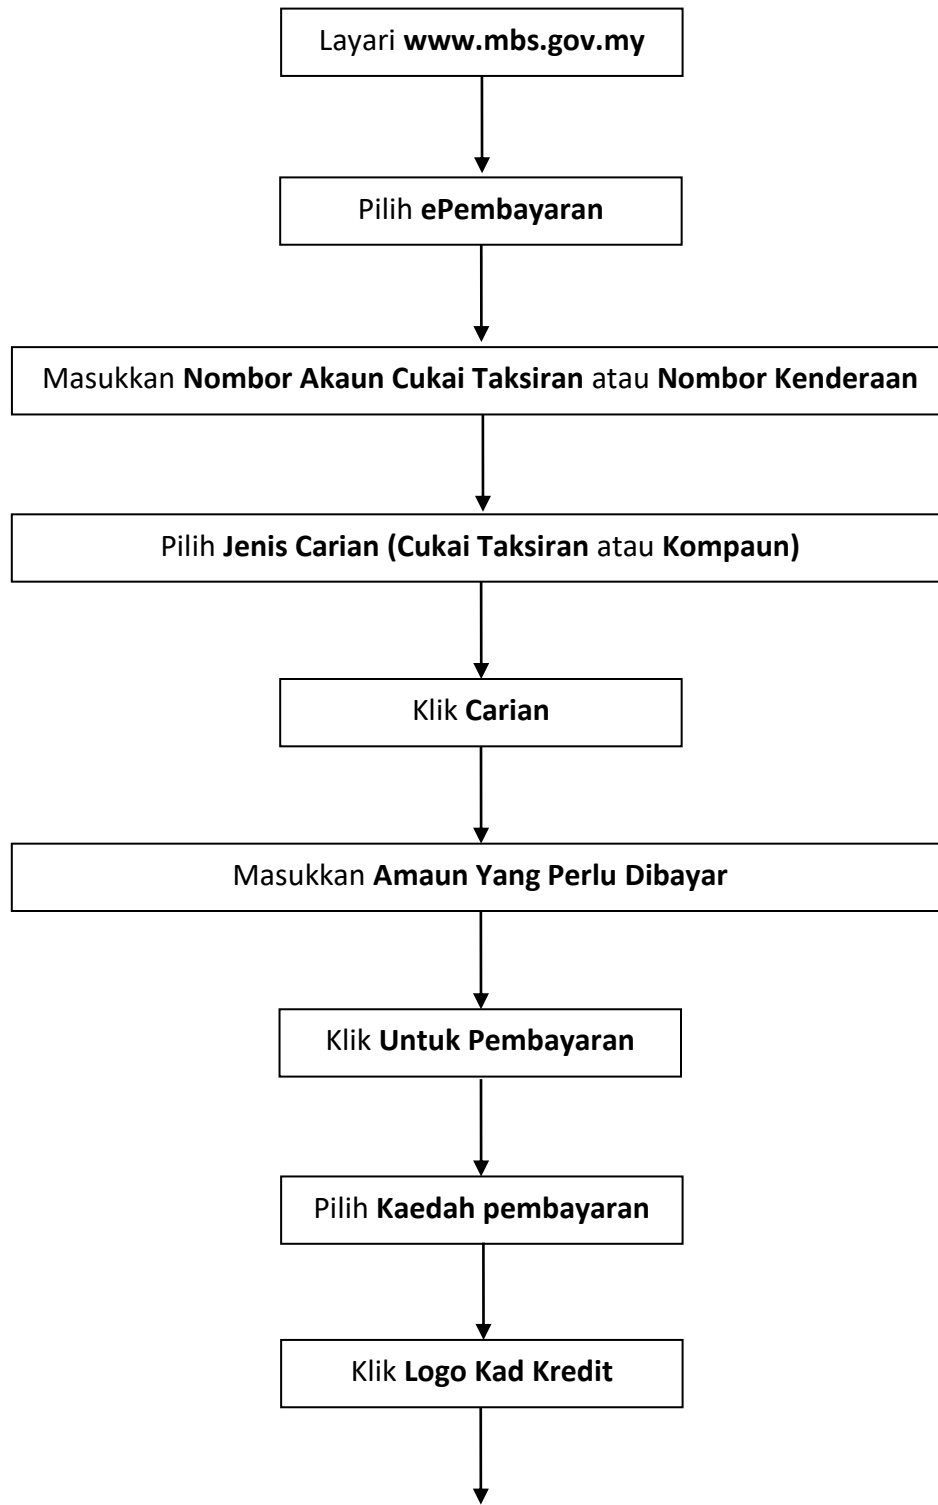 Layari www.mbs.gov.my
Pilih ePembayaran
Masukkan Nombor Akaun Cukai Taksiran atau Nombor Kenderaan
Pilih Jenis Carian (Cukai Taksiran atau Kompaun)
Klik Carian
Masukkan Amaun Yang Perlu Dibayar
Klik Untuk Pembayaran
Pilih Kaedah pembayaran
Klik Logo Kad Kredit